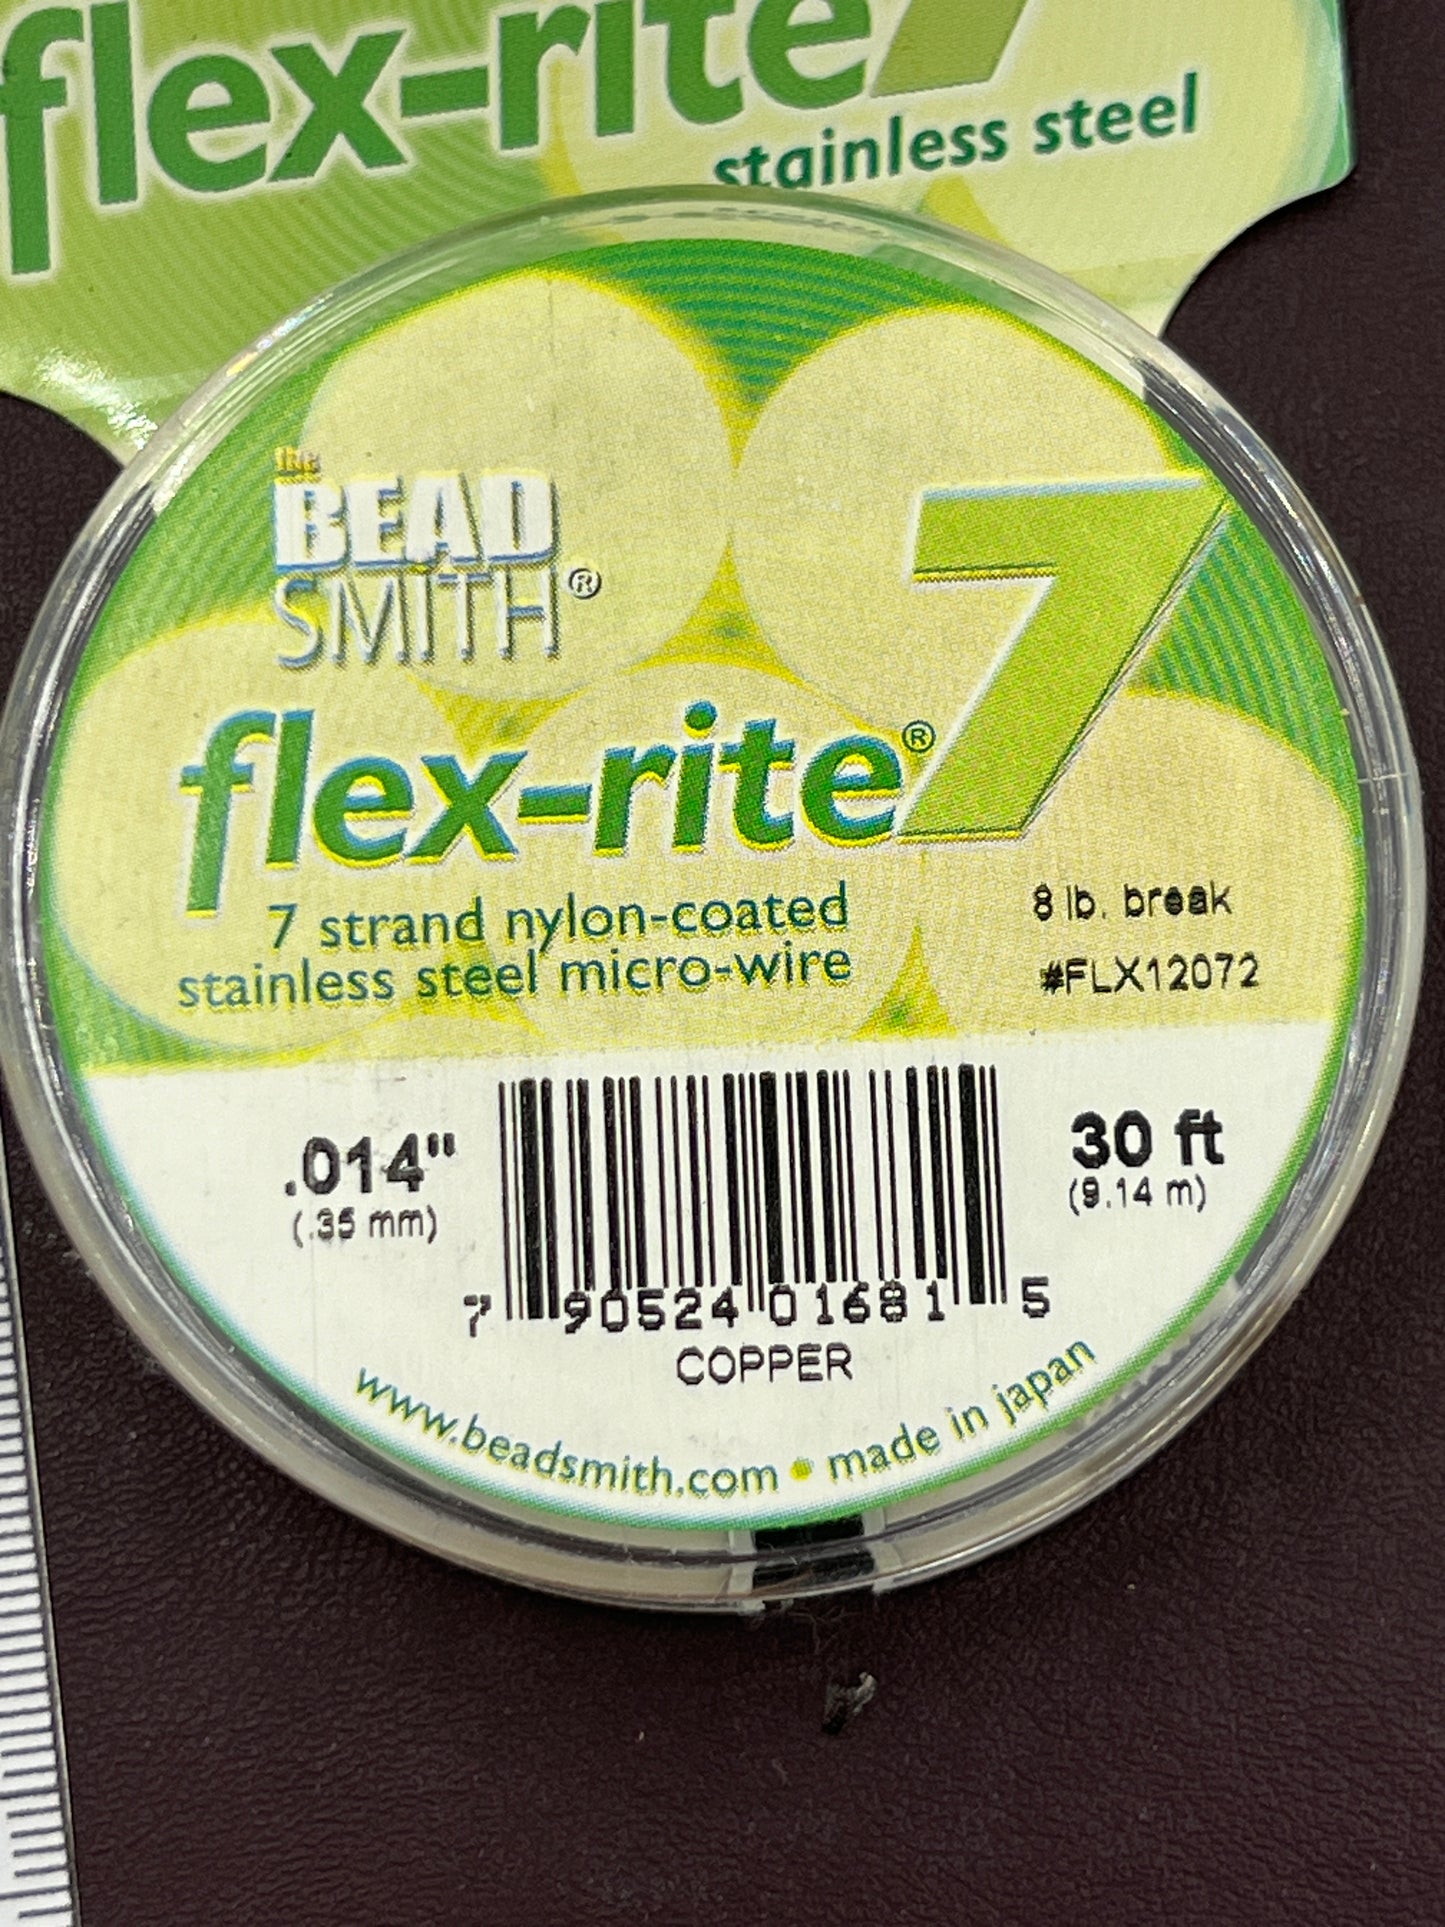 flex-rite 7
stainless steel
the
BEAD
SMITH®
7
flex-rite®
7 strand nylon-coated
stainless steel micro-wire
8 lb. break
#FLX12072
.014"
(.35 mm)
30 ft
(9.14 m)
7 90524 01681 5
COPPER
www.beadsmith.com • made in japan